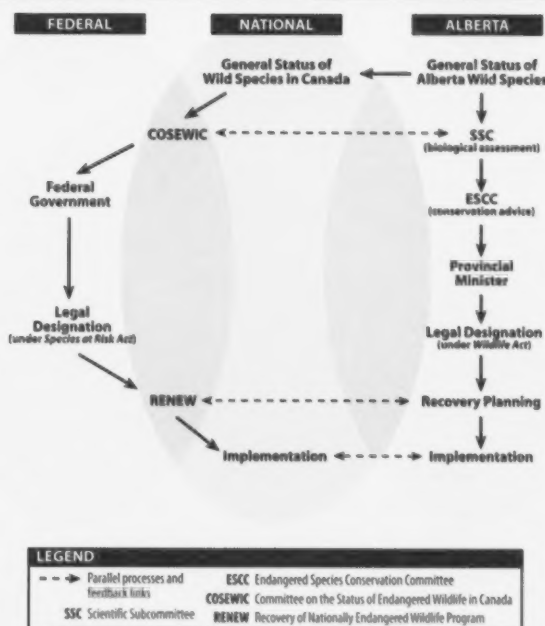 FEDERAL
NATIONAL
ALBERTA
General Status of
Wild Species in Canada
General Status of
Alberta Wild Species
COSEWIC
SSC
(biological assessment)
Federal
Government
ESCC
(conservation advice)
Provincial
Minister
Legal
Designation
(under Species at Risk Act)
Legal Designation
(under Wildlife Act)
RENEW
Recovery Planning
Implementation
Implementation
LEGEND
Parallel processes and
feedback links
SSC Scientific Subcommittee
ESCC Endangered Species Conservation Committee
COSEWIC Committee on the Status of Endangered Wildlife in Canada
RENEW Recovery of Nationally Endangered Wildlife Program